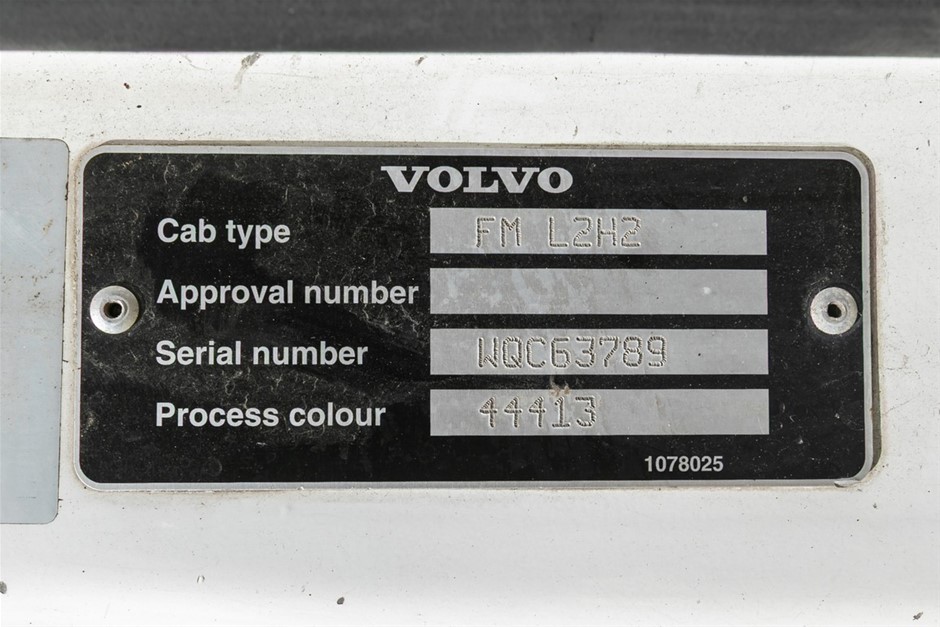 VOLVO
Cab type FM L2H2
Approval number
Serial number WQC63789
Process colour 44413
1078025